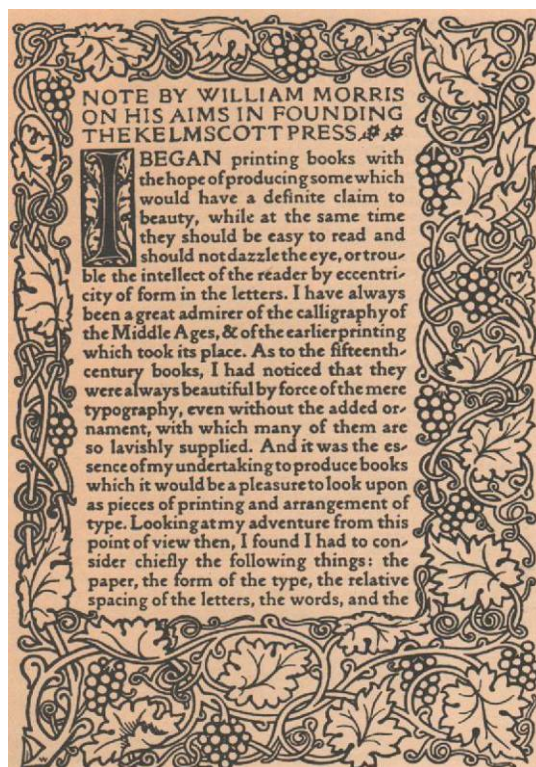 NOTE BY WILLIAM MORRIS
ON HIS AIMS IN FOUNDING
THE KELMSCOTT PRESS
I BEGAN printing books with
the hope of producing some which
would have a definite claim to
beauty, while at the same time
they should be easy to read and
should not dazzle the eye, or trou-
ble the intellect of the reader by eccentri-
city of form in the letters. I have always
been a great admirer of the calligraphy of
the Middle Ages, & of the earlier printing
which took its place. As to the fifteenth-
century books, I had noticed that they
were always beautiful by force of the mere
typography, even without the added or-
nament, with which many of them are
so lavishly supplied. And it was the es-
sence of my undertaking to produce books
which it would be a pleasure to look upon
as pieces of printing and arrangement of
type. Looking at my adventure from this
point of view then, I found I had to con-
sider chiefly the following things: the
paper, the form of the type, the relative
spacing of the letters, the words, and the